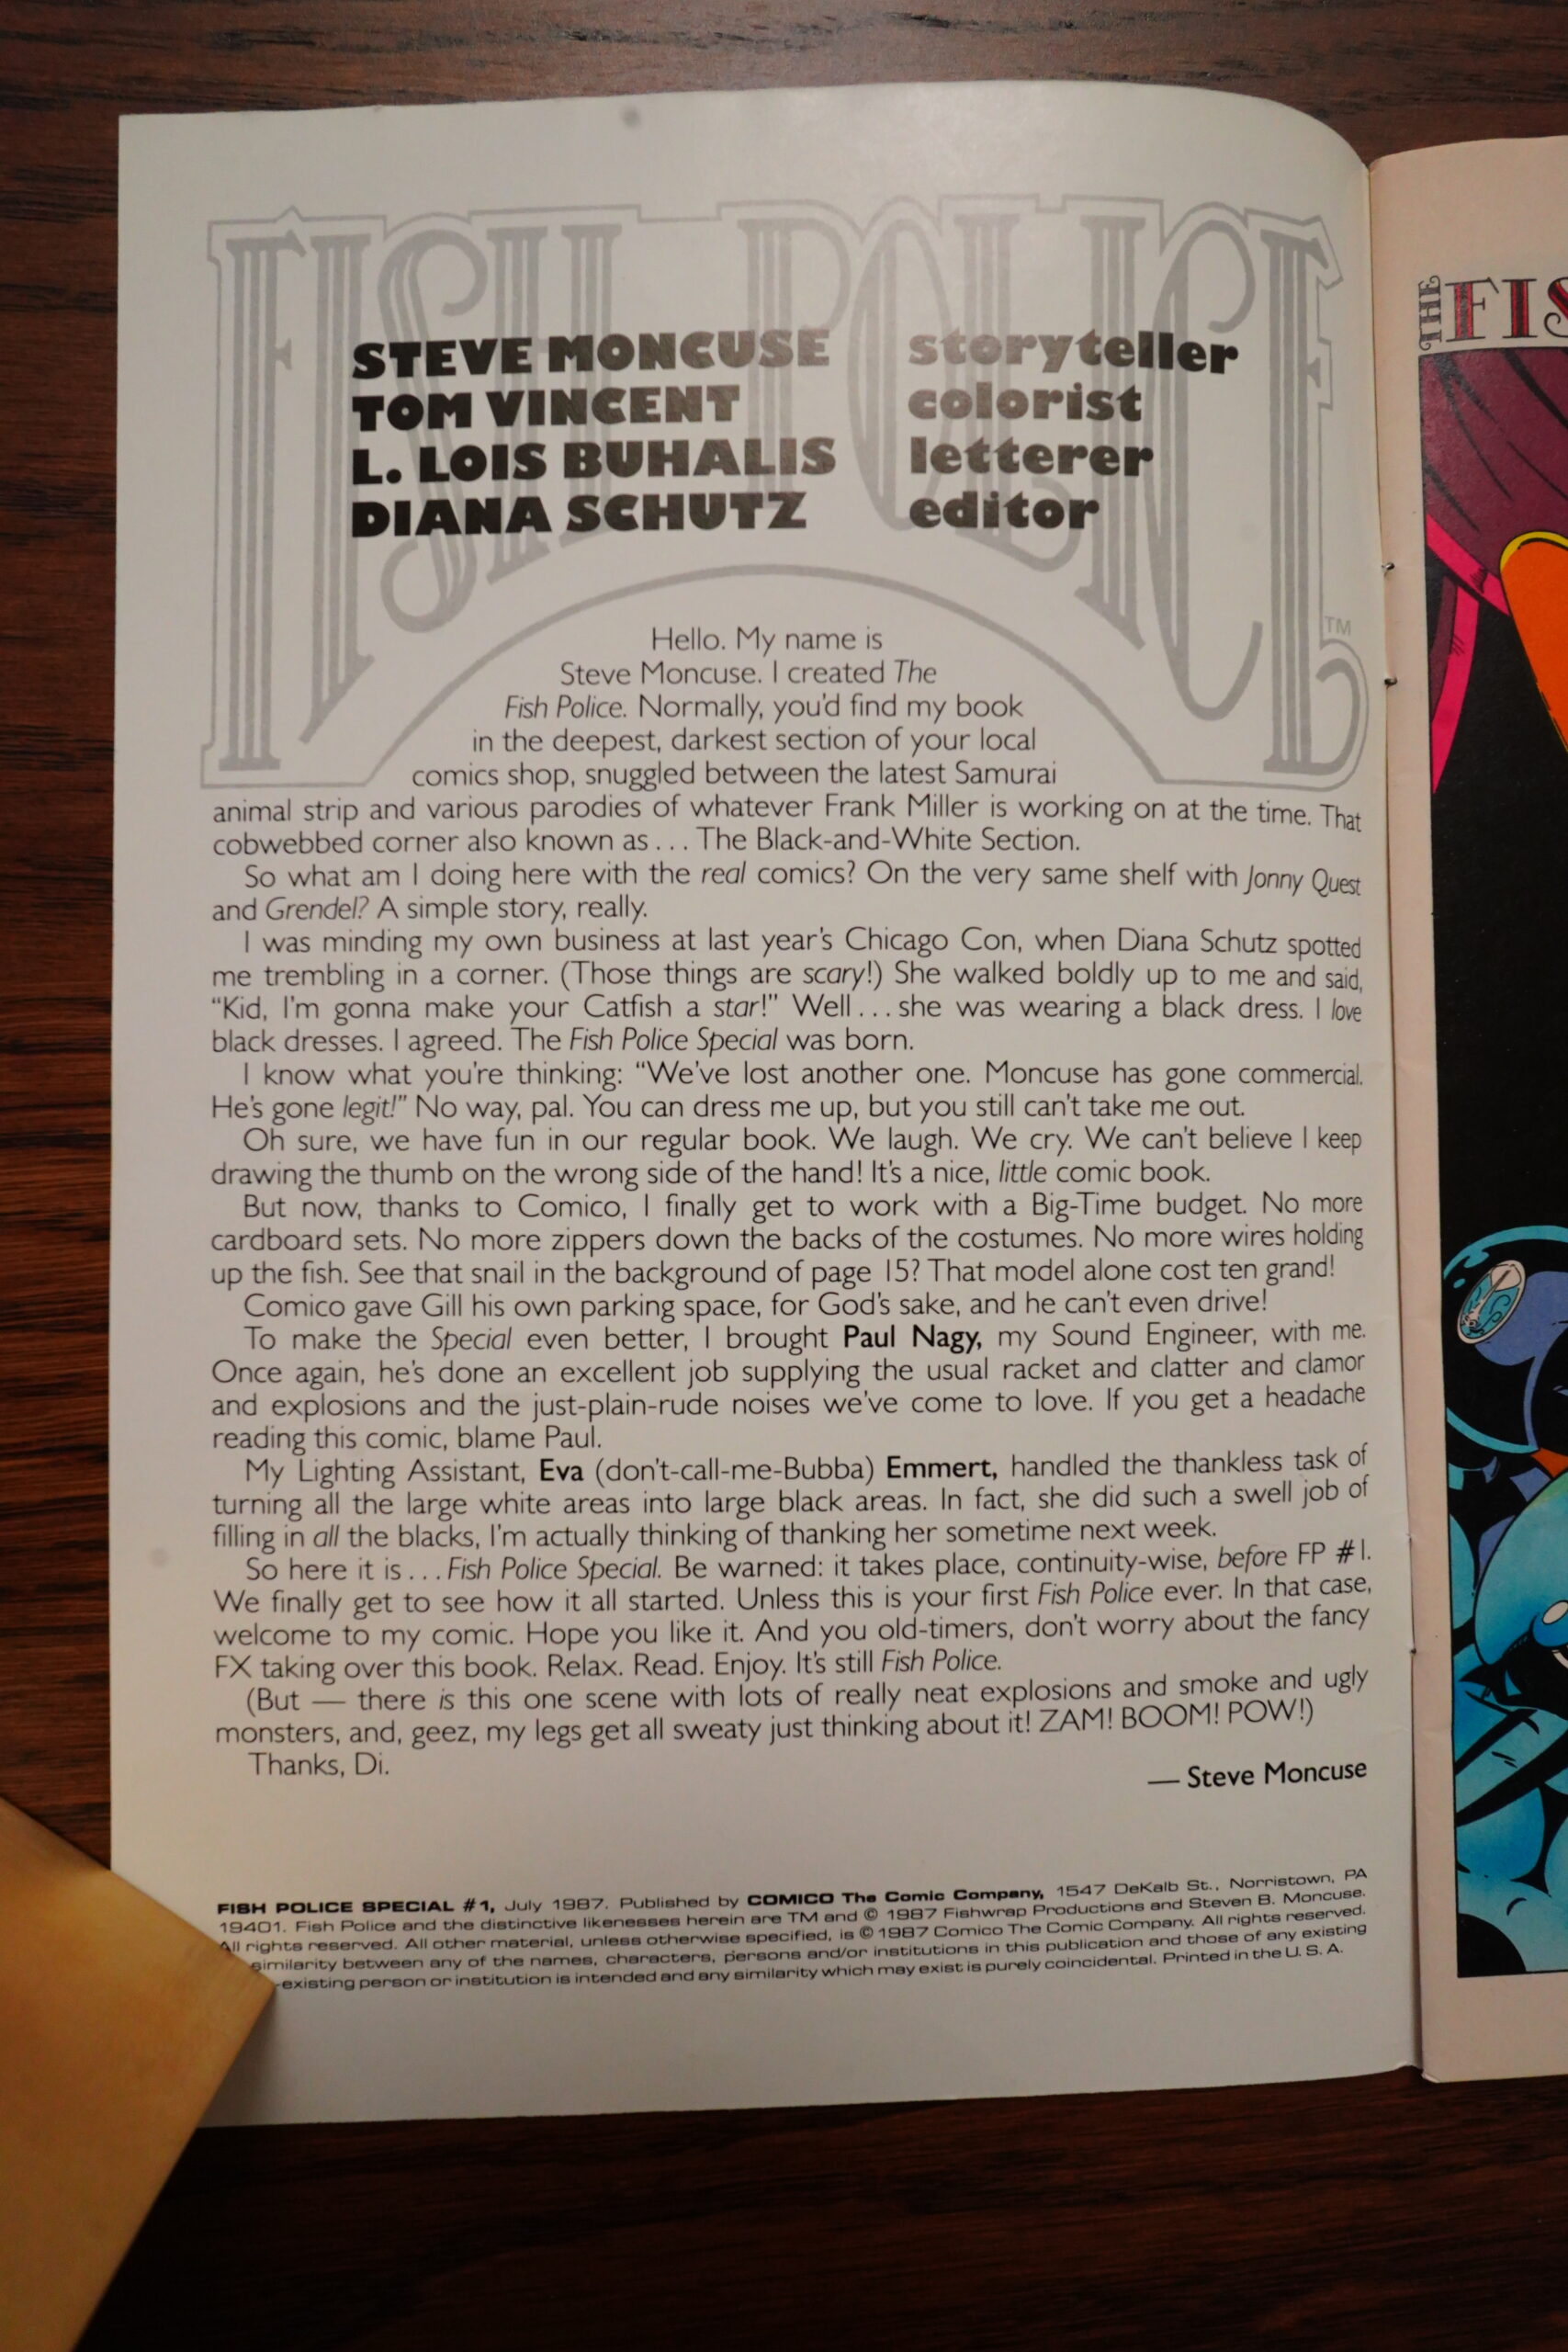 FISH POLICE
TM
STEVE MONCUSE storyteller
TOM VINCENT colorist
L. LOIS BUHALIS letterer
DIANA SCHUTZ editor
Hello. My name is
Steve Moncuse. I created The
Fish Police. Normally, you'd find my book
in the deepest, darkest section of your local
comics shop, snuggled between the latest Samurai
animal strip and various parodies of whatever Frank Miller is working on at the time. That
cobwebbed corner also known as . . . The Black-and-White Section.
So what am I doing here with the real comics? On the very same shelf with Jonny Quest
and Grendel? A simple story, really.
I was minding my own business at last year's Chicago Con, when Diana Schutz spotted
me trembling in a corner. (Those things are scary!) She walked boldly up to me and said,
"Kid, I'm gonna make your Catfish a star!" Well . . . she was wearing a black dress. I love
black dresses. I agreed. The Fish Police Special was born.
I know what you're thinking: "We've lost another one. Moncuse has gone commercial.
He's gone legit!" No way, pal. You can dress me up, but you still can't take me out.
Oh sure, we have fun in our regular book. We laugh. We cry. We can't believe I keep
drawing the thumb on the wrong side of the hand! It's a nice, little comic book.
But now, thanks to Comico, I finally get to work with a Big-Time budget. No more
cardboard sets. No more zippers down the backs of the costumes. No more wires holding
up the fish. See that snail in the background of page 15? That model alone cost ten grand!
Comico gave Gill his own parking space, for God's sake, and he can't even drive!
To make the Special even better, I brought Paul Nagy, my Sound Engineer, with me.
Once again, he's done an excellent job supplying the usual racket and clatter and clamor
and explosions and the just-plain-rude noises we've come to love. If you get a headache
reading this comic, blame Paul.
My Lighting Assistant, Eva (don't-call-me-Bubba) Emmert, handled the thankless task of
turning all the large white areas into large black areas. In fact, she did such a swell job of
filling in all the blacks, I'm actually thinking of thanking her sometime next week.
So here it is . . . Fish Police Special. Be warned: it takes place, continuity-wise, before FP #1.
We finally get to see how it all started. Unless this is your first Fish Police ever. In that case,
welcome to my comic. Hope you like it. And you old-timers, don't worry about the fancy
FX taking over this book. Relax. Read. Enjoy. It's still Fish Police.
(But — there is this one scene with lots of really neat explosions and smoke and ugly
monsters, and, geez, my legs get all sweaty just thinking about it! ZAM! BOOM! POW!)
Thanks, Di.
— Steve Moncuse
FISH POLICE SPECIAL #1, July 1987. Published by COMICO The Comic Company, 1547 DeKalb St., Norristown, PA
19401. Fish Police and the distinctive likenesses herein are TM and © 1987 Fishwrap Productions and Steven B. Moncuse.
All rights reserved. All other material, unless otherwise specified, is © 1987 Comico The Comic Company. All rights reserved.
similarity between any of the names, characters, persons and/or institutions in this publication and those of any existing
existing person or institution is intended and any similarity which may exist is purely coincidental. Printed in the U. S. A.
THE FIS